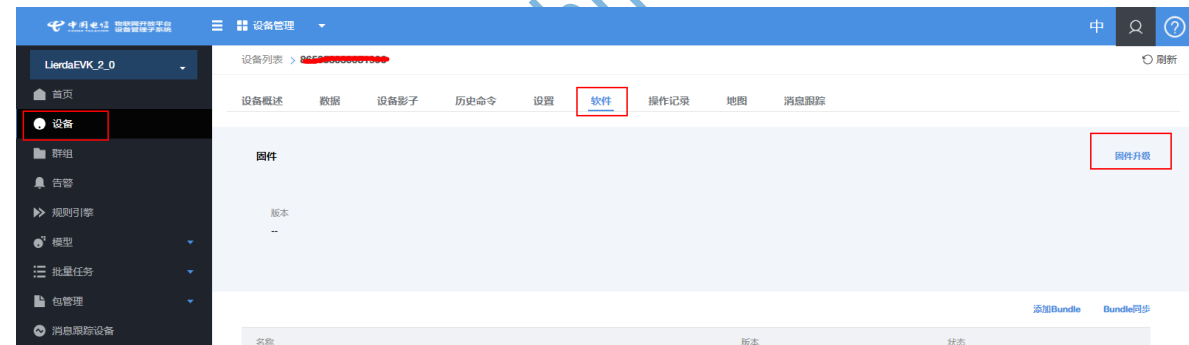 中国电信 物联网开放平台
设备管理子系统
设备管理
中
LierdaEVK_2_0
设备列表 >
刷新
首页
设备概述 数据 设备影子 历史命令 设置 软件 操作记录 地图 消息跟踪
设备
群组
固件
固件升级
告警
规则引擎
版本
--
模型
批量任务
包管理
添加Bundle Bundle同步
消息跟踪设备
名称 版本 状态